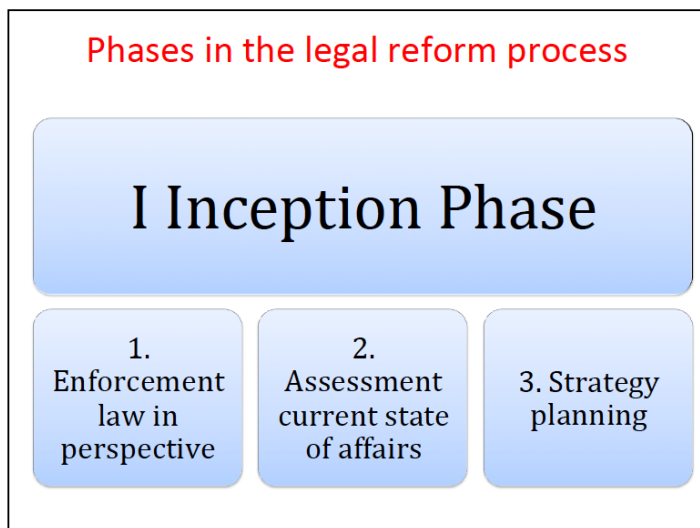 Phases in the legal reform process
I Inception Phase
1.
Enforcement
law in
perspective
2.
Assessment
current state
of affairs
3. Strategy
planning